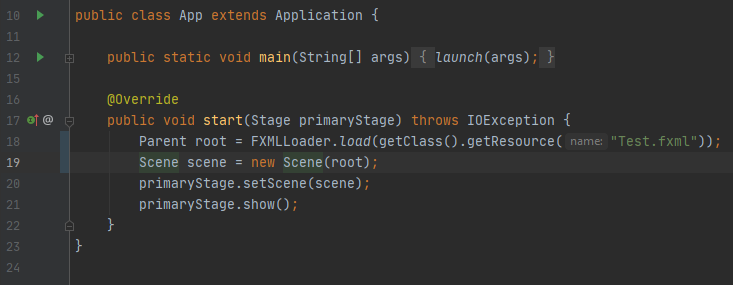 10 public class App extends Application {
11
12 public static void main(String[] args) { launch(args); }
15
16 @Override
17 @ public void start(Stage primaryStage) throws IOException {
18 Parent root = FXMLLoader.load(getClass().getResource( name: "Test.fxml"));
19 Scene scene = new Scene(root);
20 primaryStage.setScene(scene);
21 primaryStage.show();
22 }
23 }
24